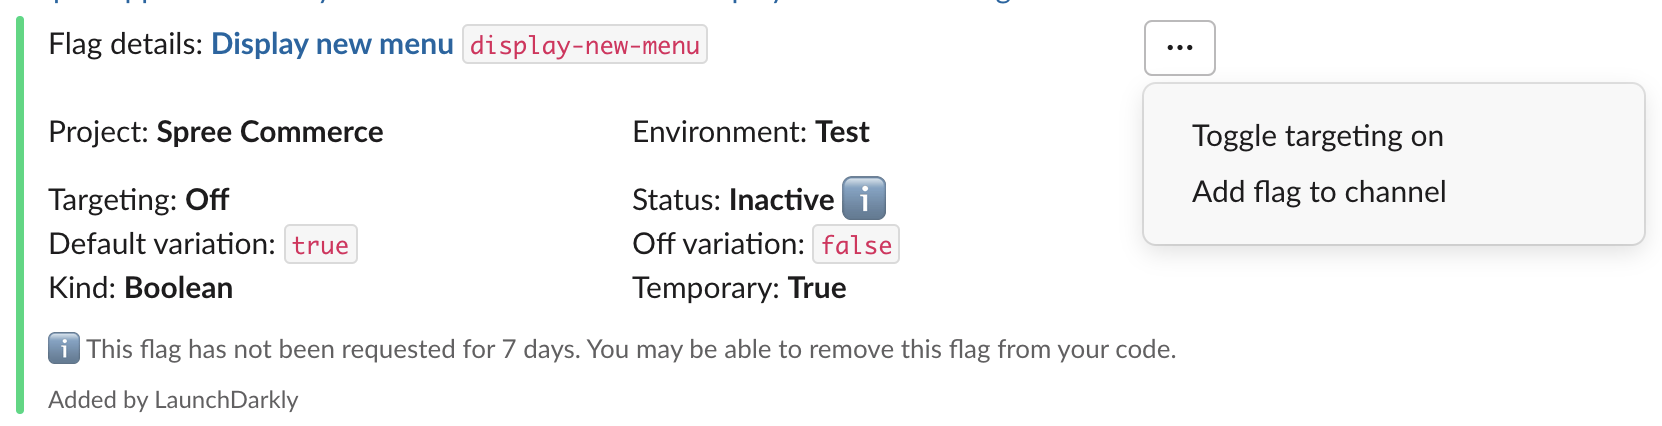 Flag details: Display new menu display-new-menu
...
Toggle targeting on
Add flag to channel
Project: Spree Commerce
Environment: Test
Targeting: Off
Status: Inactive i
Default variation: true
Off variation: false
Kind: Boolean
Temporary: True
i This flag has not been requested for 7 days. You may be able to remove this flag from your code.
Added by LaunchDarkly